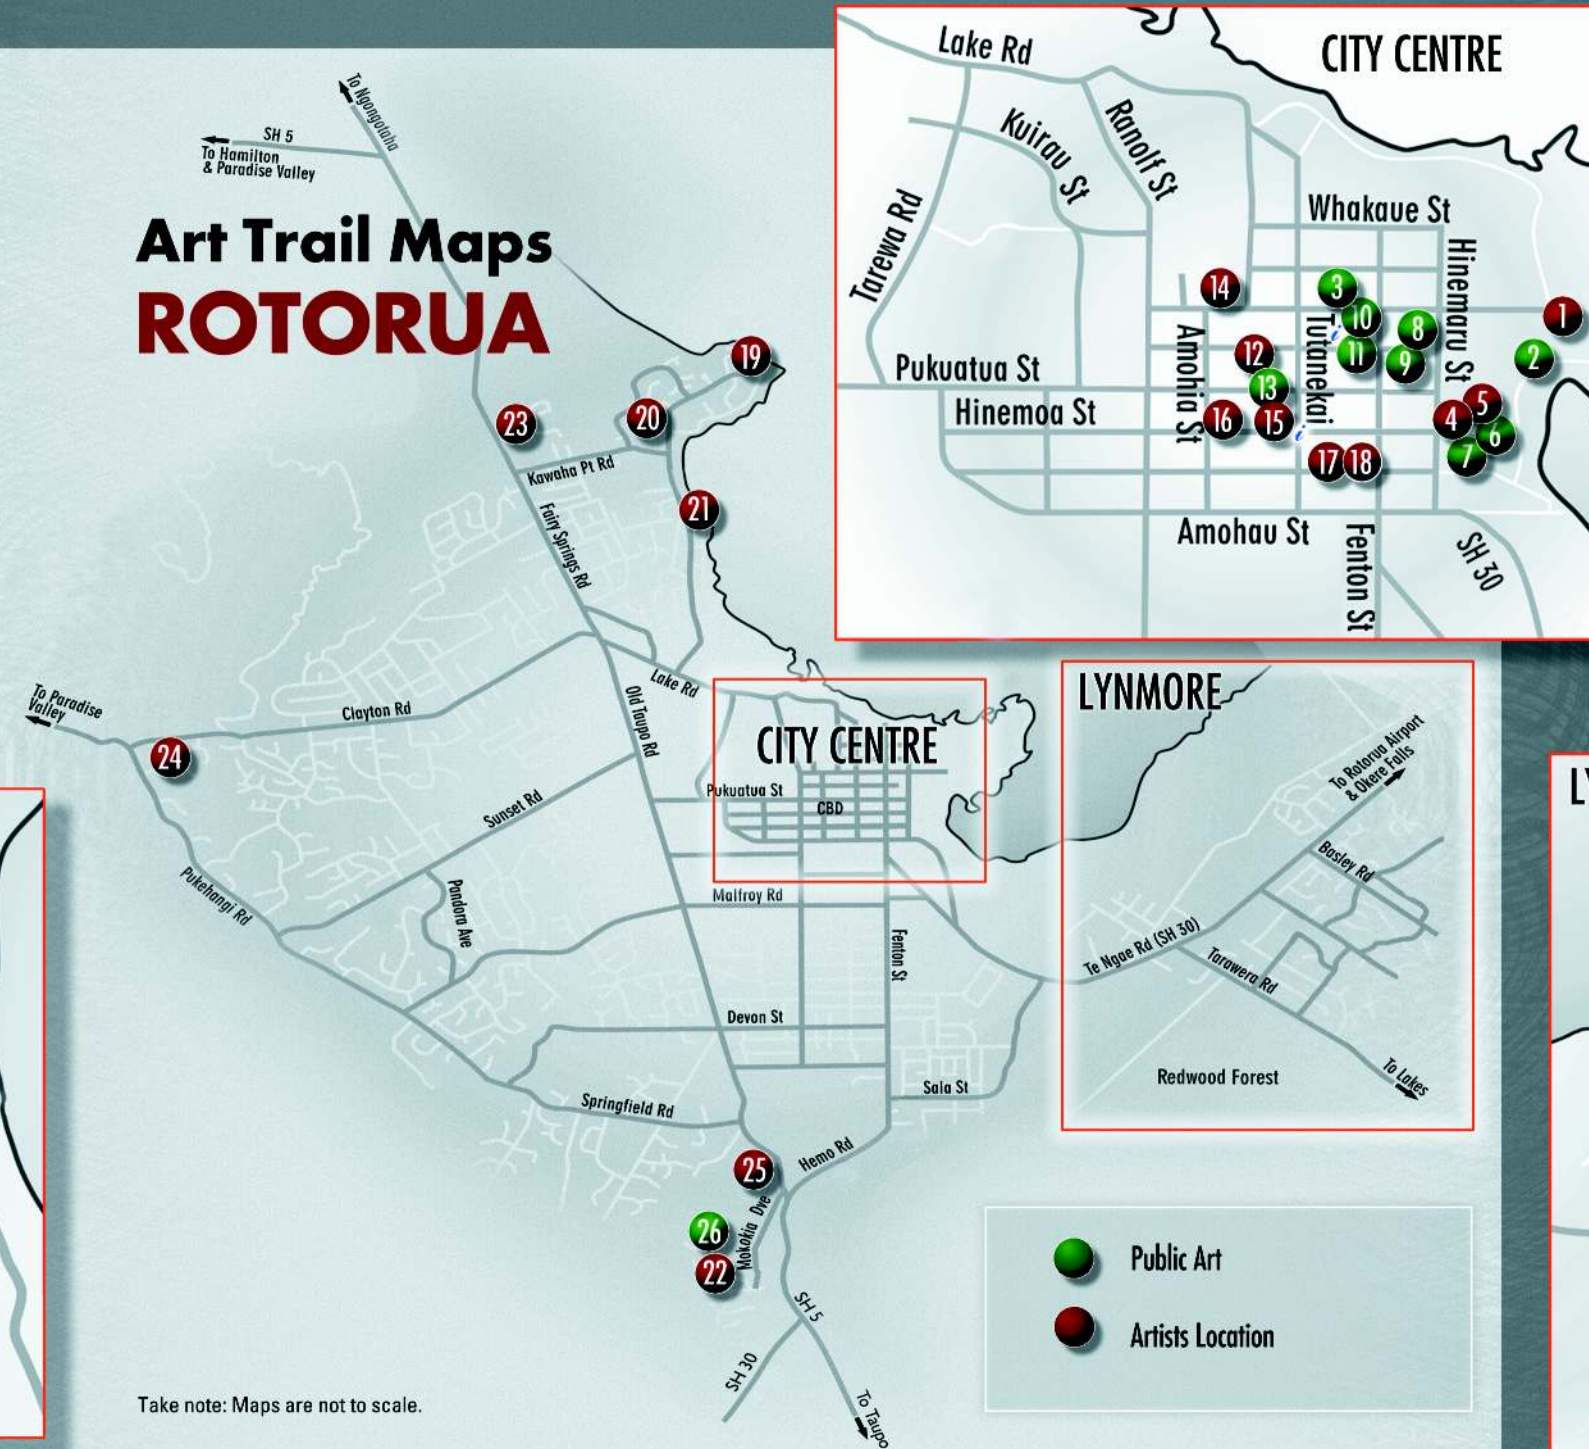 To Ngongotaha
SH 5
To Hamilton
& Paradise Valley
Art Trail Maps
ROTORUA
19
20
23
Kawaha Pt Rd
21
Fairy Springs Rd
Lake Rd
To Paradise
Valley
Clayton Rd
24
Old Taupo Rd
CITY CENTRE
Pukuatua St
CBD
Sunset Rd
Pukehangi Rd
Pandora Ave
Malfroy Rd
Fenton St
Devon St
Sala St
Springfield Rd
Hemo Rd
25
26
22
Mokokia Dve
SH 5
SH 30
To Taupo
Take note: Maps are not to scale.
CITY CENTRE
Lake Rd
Kuirau St
Ranolf St
Tarewa Rd
Whakaue St
Hinemaru St
14
3
10
8
1
11
9
2
12
13
Amohia St
Tutanekai
i
i
Pukuatua St
Hinemoa St
16
15
5
4
6
7
17
18
Amohau St
Fenton St
SH 30
LYNMORE
To Rotorua Airport
& Okere Falls
Basley Rd
Te Ngae Rd (SH 30)
Tarawera Rd
Redwood Forest
To Lakes
Public Art
Artists Location